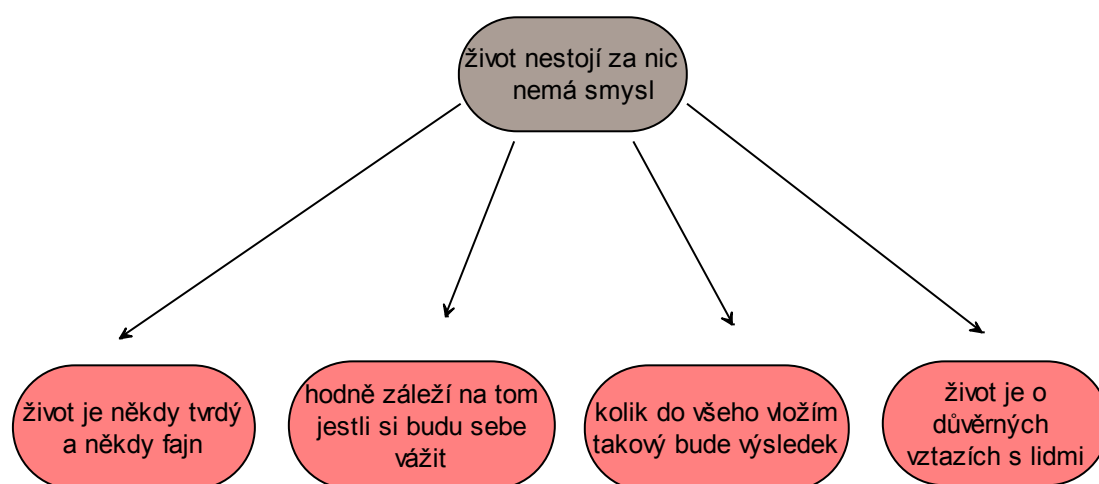 život nestojí za nic
nemá smysl
život je někdy tvrdý
a někdy fajn
hodně záleží na tom
jestli si budu sebe
vážit
kolik do všeho vložím
takový bude výsledek
život je o
důvěrných
vztazích s lidmi